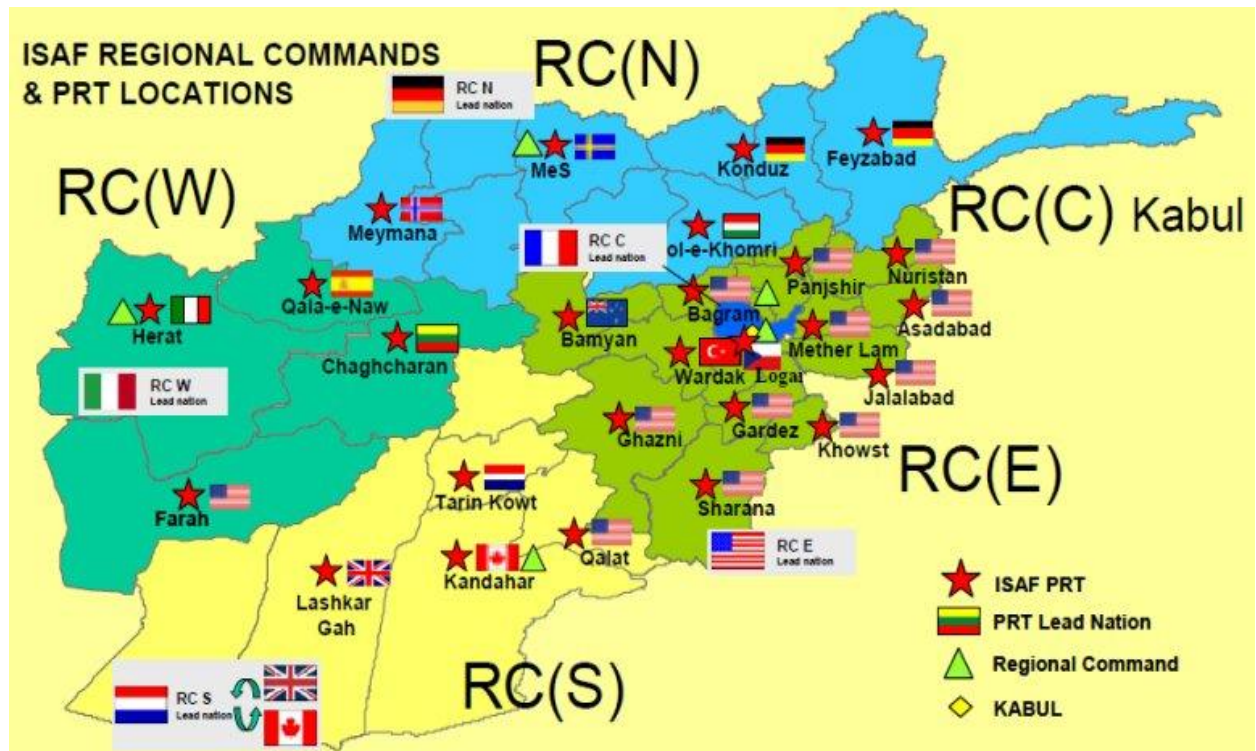 ISAF REGIONAL COMMANDS
& PRT LOCATIONS
RC(N)
RC N
Lead nation
MeS
Konduz
Feyzabad
RC(W)
Meymana
RC(C) Kabul
RC C
Lead nation
ol-e-Khomri
Nuristan
Panjshir
Qala-e-Naw
Herat
Bagram
Asadabad
Bamyan
Mether Lam
Chaghcharan
Wardak
Logar
RC W
Lead nation
Jalalabad
Ghazni
Gardez
Khowst
RC(E)
Tarin Kowt
Sharana
Farah
Qalat
RC E
Lead nation
Kandahar
Lashkar
Gah
ISAF PRT
PRT Lead Nation
Regional Command
KABUL
RC(S)
RC S
Lead nation